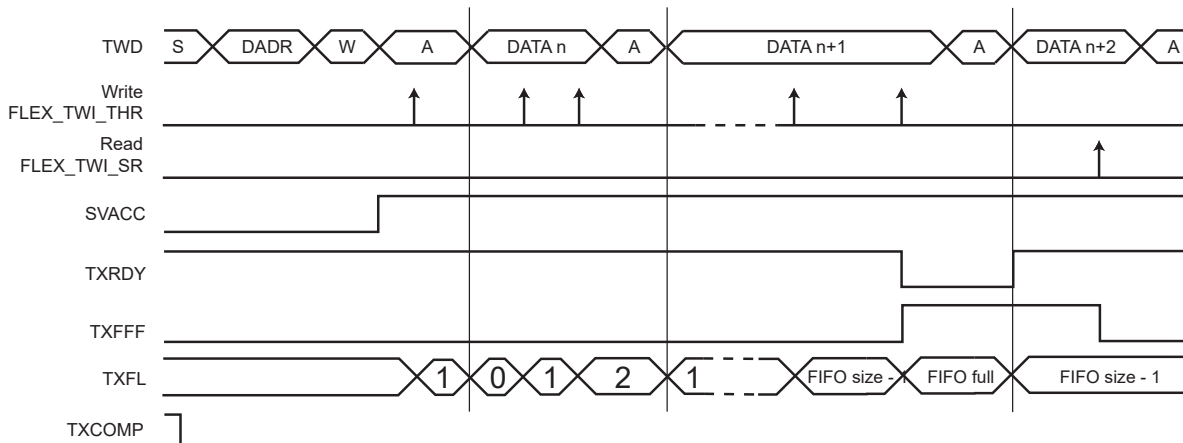 TWD S DADR W A DATA n A DATA n+1 A DATA n+2 A
Write
FLEX_TWI_THR
Read
FLEX_TWI_SR
SVACC
TXRDY
TXFFF
TXFL 1 0 1 2 1 FIFO size - 1 FIFO full FIFO size - 1
TXCOMP